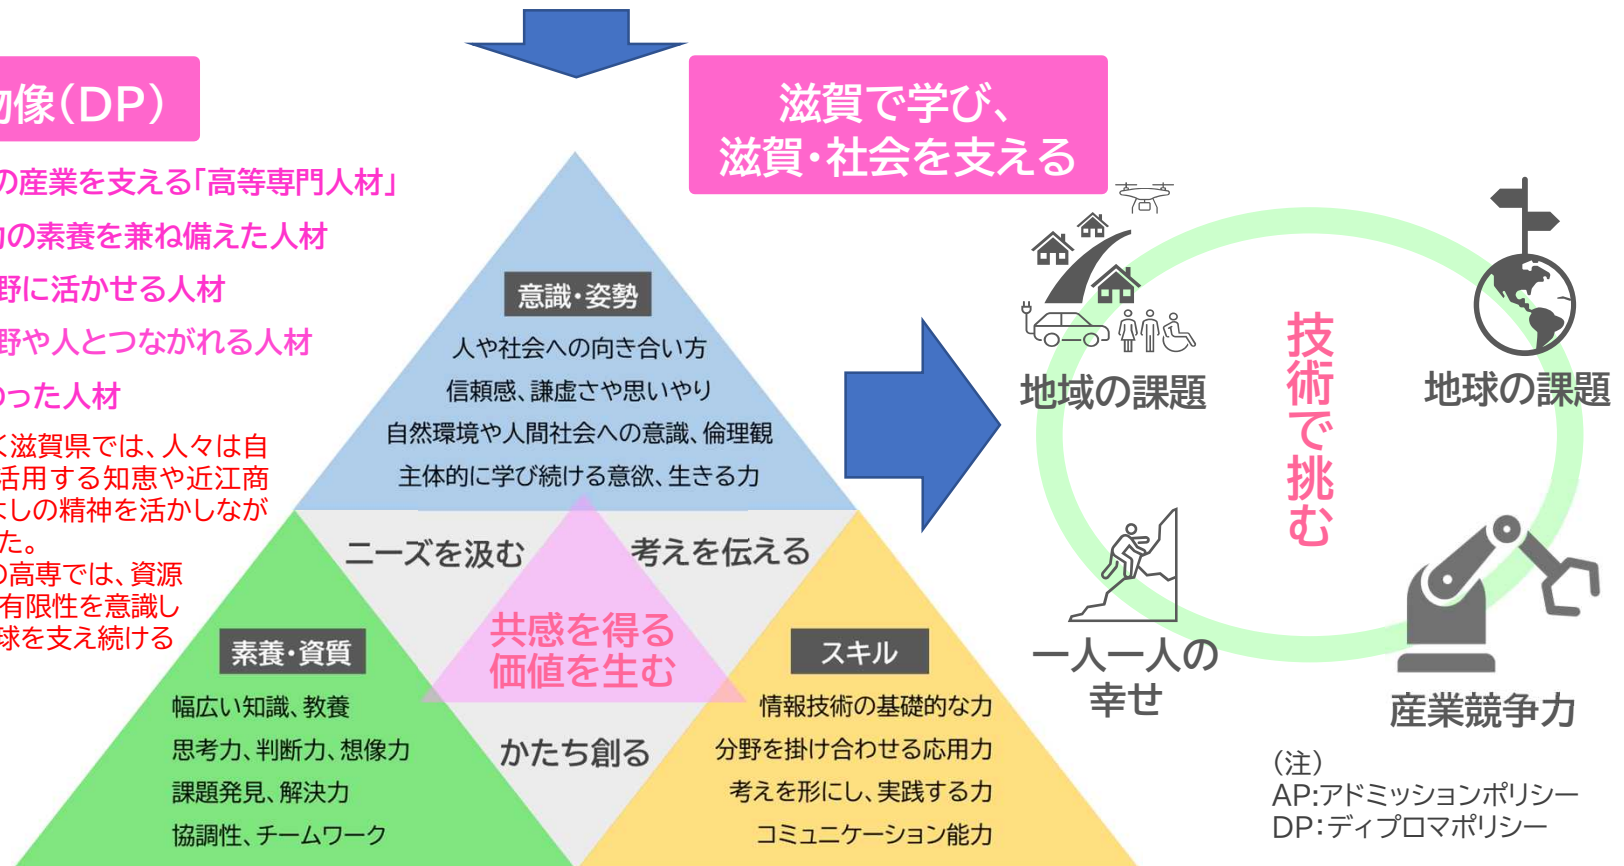 物像(DP)
の産業を支える「高等専門人材」
の素養を兼ね備えた人材
野に活かせる人材
野や人とつながれる人材
わった人材
く滋賀県では、人々は自
活用する知恵や近江商
よしの精神を活かしなが
た。
の高専では、資源
有限性を意識し
球を支え続ける
滋賀で学び、
滋賀・社会を支える
意識・姿勢
人や社会への向き合い方
信頼感、謙虚さや思いやり
自然環境や人間社会への意識、倫理観
主体的に学び続ける意欲、生きる力
ニーズを汲む
考えを伝える
共感を得る
価値を生む
かたち創る
素養・資質
幅広い知識、教養
思考力、判断力、想像力
課題発見、解決力
協調性、チームワーク
スキル
情報技術の基礎的な力
分野を掛け合わせる応用力
考えを形にし、実践する力
コミュニケーション能力
地域の課題
地球の課題
技術で挑む
一人一人の
幸せ
産業競争力
(注)
AP:アドミッションポリシー
DP:ディプロマポリシー